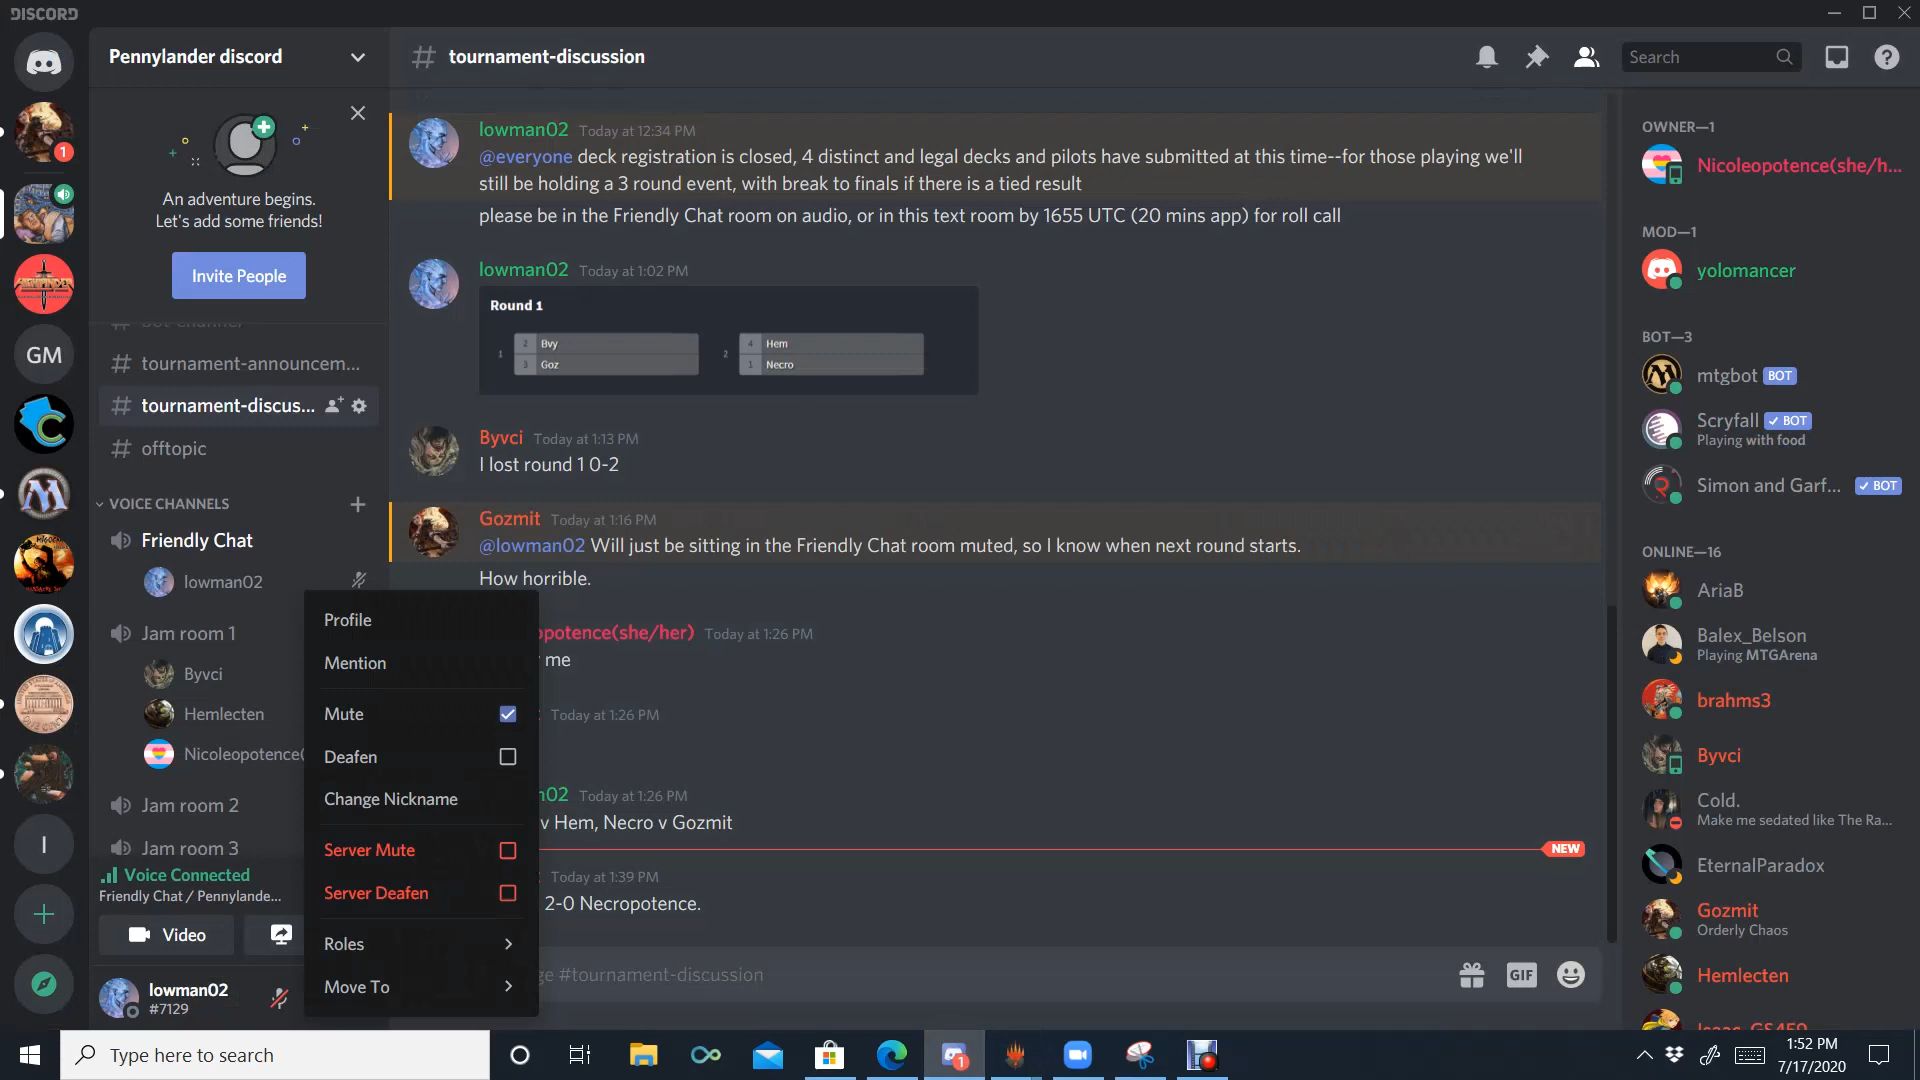 DISCORD
Pennylander discord
# tournament-discussion
Search
An adventure begins.
Let's add some friends!
Invite People
# tournament-announcem...
# tournament-discus...
# offtopic
VOICE CHANNELS
Friendly Chat
lowman02
Jam room 1
Byvci
Hemlecten
Nicoleopotence(
Jam room 2
Jam room 3
Voice Connected
Friendly Chat / Pennylande...
Video
lowman02
#7129
1
GM
I
lowman02 Today at 12:34 PM
@everyone deck registration is closed, 4 distinct and legal decks and pilots have submitted at this time--for those playing we'll
still be holding a 3 round event, with break to finals if there is a tied result
please be in the Friendly Chat room on audio, or in this text room by 1655 UTC (20 mins app) for roll call
lowman02 Today at 1:02 PM
Round 1
1 2 Bvy 2 4 Hem
3 Goz 1 Necro
Byvci Today at 1:13 PM
I lost round 1 0-2
Gozmit Today at 1:16 PM
@lowman02 Will just be sitting in the Friendly Chat room muted, so I know when next round starts.
How horrible.
opotence(she/her) Today at 1:26 PM
me
Today at 1:26 PM
02 Today at 1:26 PM
v Hem, Necro v Gozmit
NEW
Today at 1:39 PM
2-0 Necropotence.
#tournament-discussion
GIF
Profile
Mention
Mute
Deafen
Change Nickname
Server Mute
Server Deafen
Roles
Move To
OWNER—1
Nicoleopotence(she/h...
MOD—1
yolomancer
BOT—3
mtgbot BOT
Scryfall BOT
Playing with food
Simon and Garf... BOT
ONLINE—16
AriaB
Balex_Belson
Playing MTGArena
brahms3
Byvci
Cold.
Make me sedated like The Ra...
EternalParadox
Gozmit
Orderly Chaos
Hemlecten
Type here to search
1
1:52 PM
7/17/2020